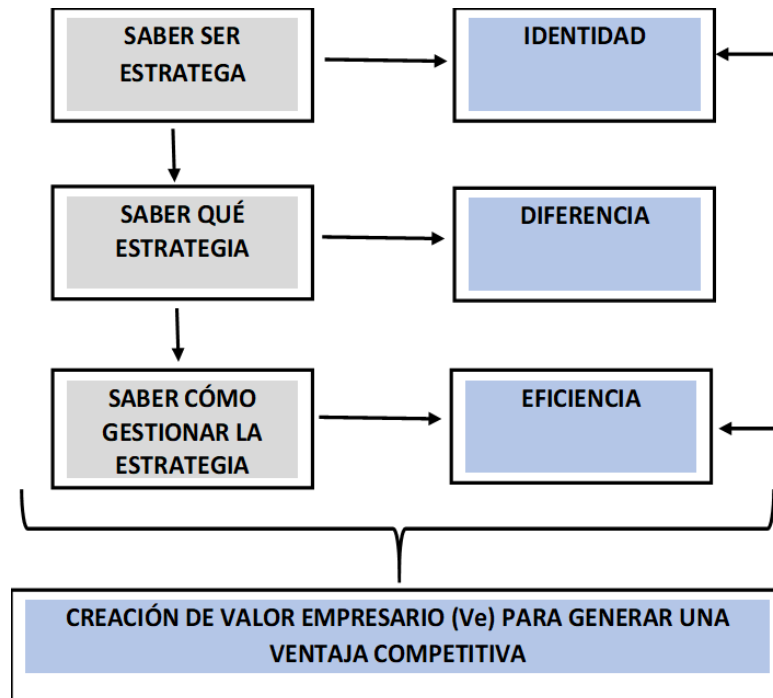 SABER SER
ESTRATEGA
IDENTIDAD
SABER QUÉ
ESTRATEGIA
DIFERENCIA
SABER CÓMO
GESTIONAR LA
ESTRATEGIA
EFICIENCIA
CREACIÓN DE VALOR EMPRESARIO (Ve) PARA GENERAR UNA
VENTAJA COMPETITIVA